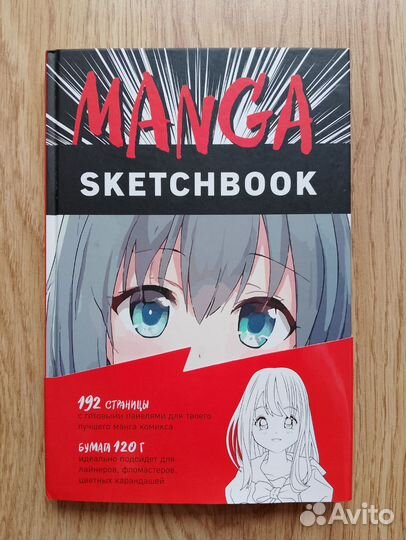 MANGA
SKETCHBOOK
192 СТРАНИЦЫ
с готовыми панелями для твоего
лучшего манга комикса
БУМАГА 120 Г
идеально подойдет для
лайнеров, фломастеров,
цветных карандашей
Avito